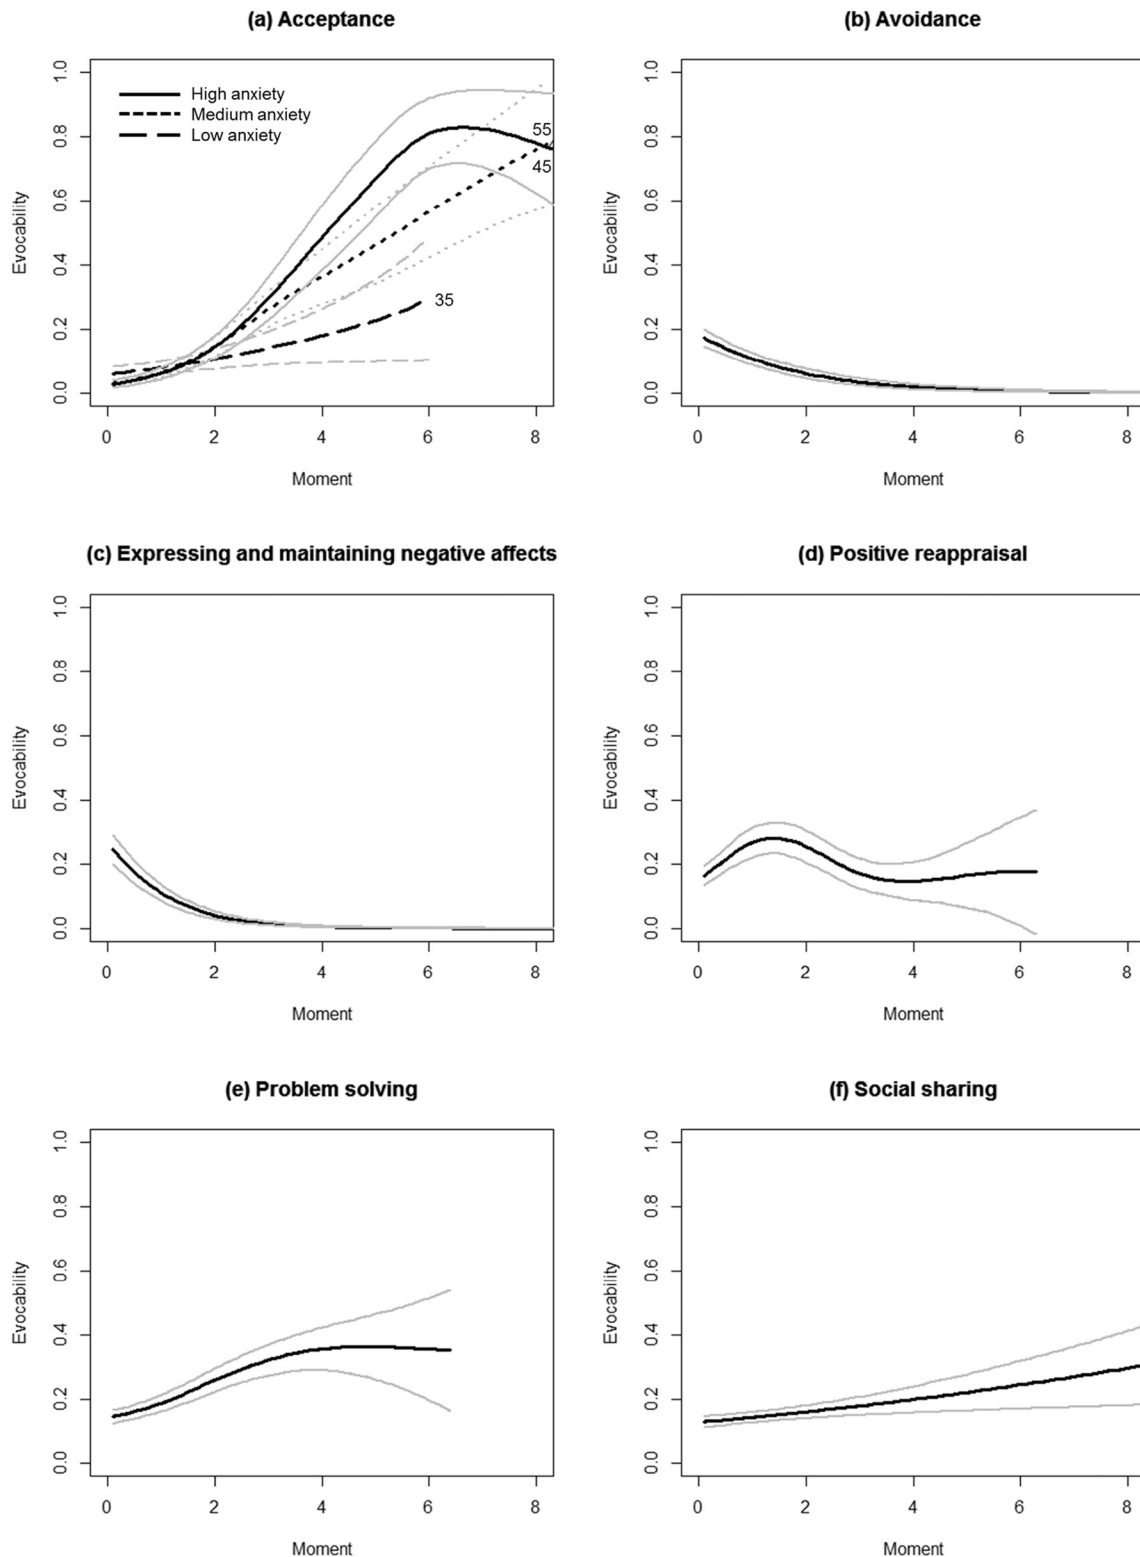 (a) Acceptance
(b) Avoidance
1.0
0.8
0.6
0.4
0.2
0.0
Evocability
High anxiety
Medium anxiety
Low anxiety
55
45
35
0 2 4 6 8
Moment
1.0
0.8
0.6
0.4
0.2
0.0
Evocability
0 2 4 6 8
Moment
(c) Expressing and maintaining negative affects
(d) Positive reappraisal
1.0
0.8
0.6
0.4
0.2
0.0
Evocability
0 2 4 6 8
Moment
1.0
0.8
0.6
0.4
0.2
0.0
Evocability
0 2 4 6 8
Moment
(e) Problem solving
(f) Social sharing
1.0
0.8
0.6
0.4
0.2
0.0
Evocability
0 2 4 6 8
Moment
1.0
0.8
0.6
0.4
0.2
0.0
Evocability
0 2 4 6 8
Moment